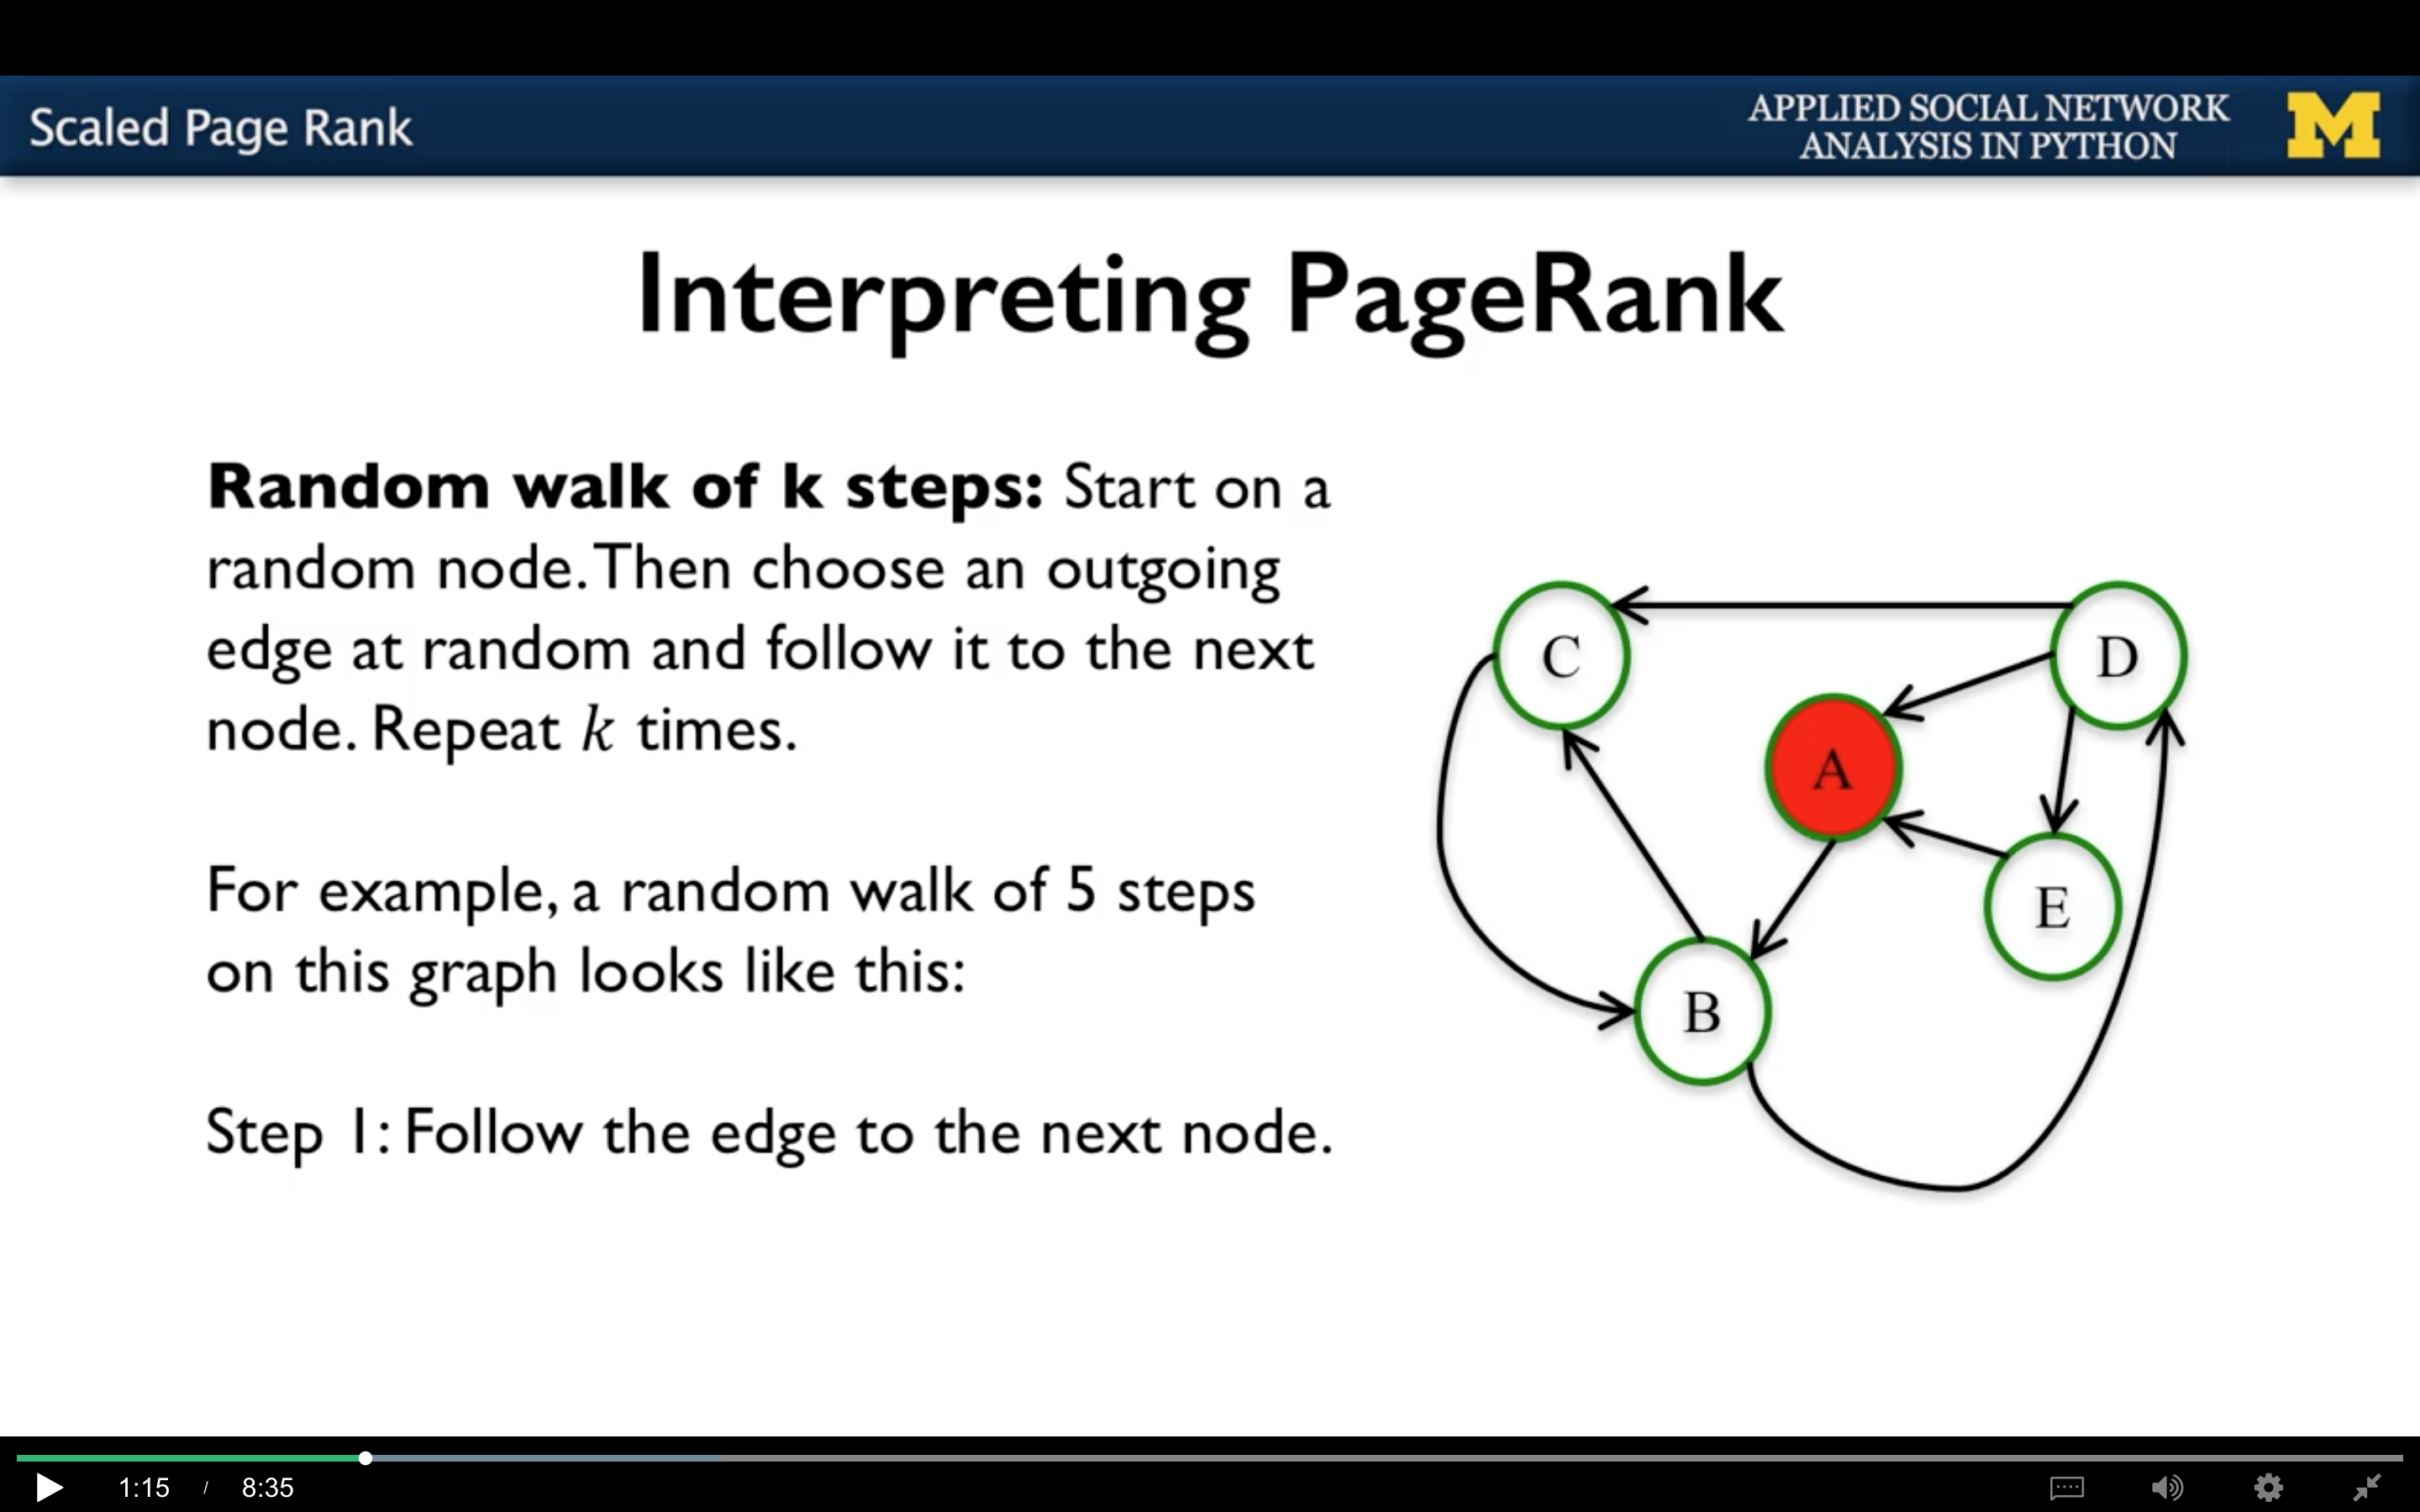 Scaled Page Rank
APPLIED SOCIAL NETWORK
ANALYSIS IN PYTHON
M
Interpreting PageRank
Random walk of k steps: Start on a
random node. Then choose an outgoing
edge at random and follow it to the next
node. Repeat k times.
For example, a random walk of 5 steps
on this graph looks like this:
Step 1: Follow the edge to the next node.
C
D
A
E
B
1:15 / 8:35